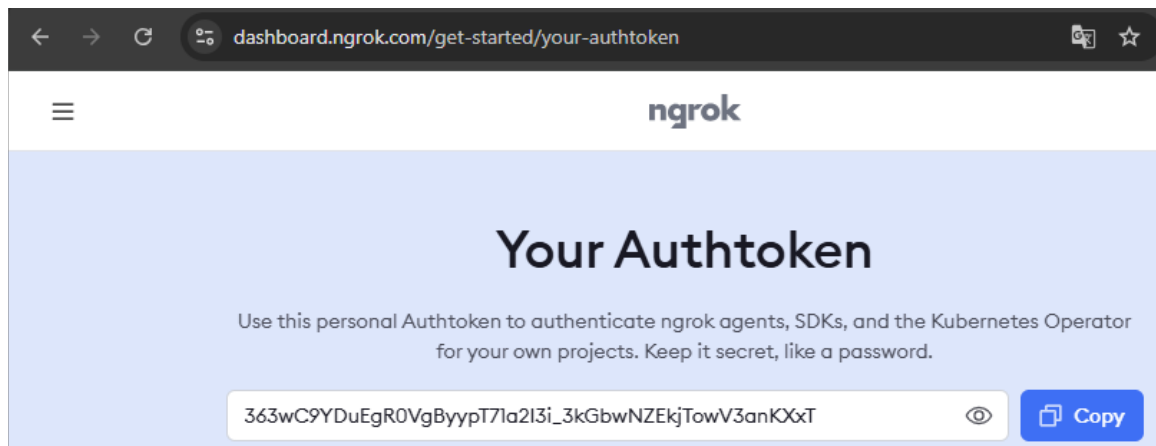 dashboard.ngrok.com/get-started/your-authtoken
ngrok
Your Authtoken
Use this personal Authtoken to authenticate ngrok agents, SDKs, and the Kubernetes Operator
for your own projects. Keep it secret, like a password.
363wC9YDuEgR0VgByypT71a2I3i_3kGbwNZEkjTowV3anKXxT
Copy